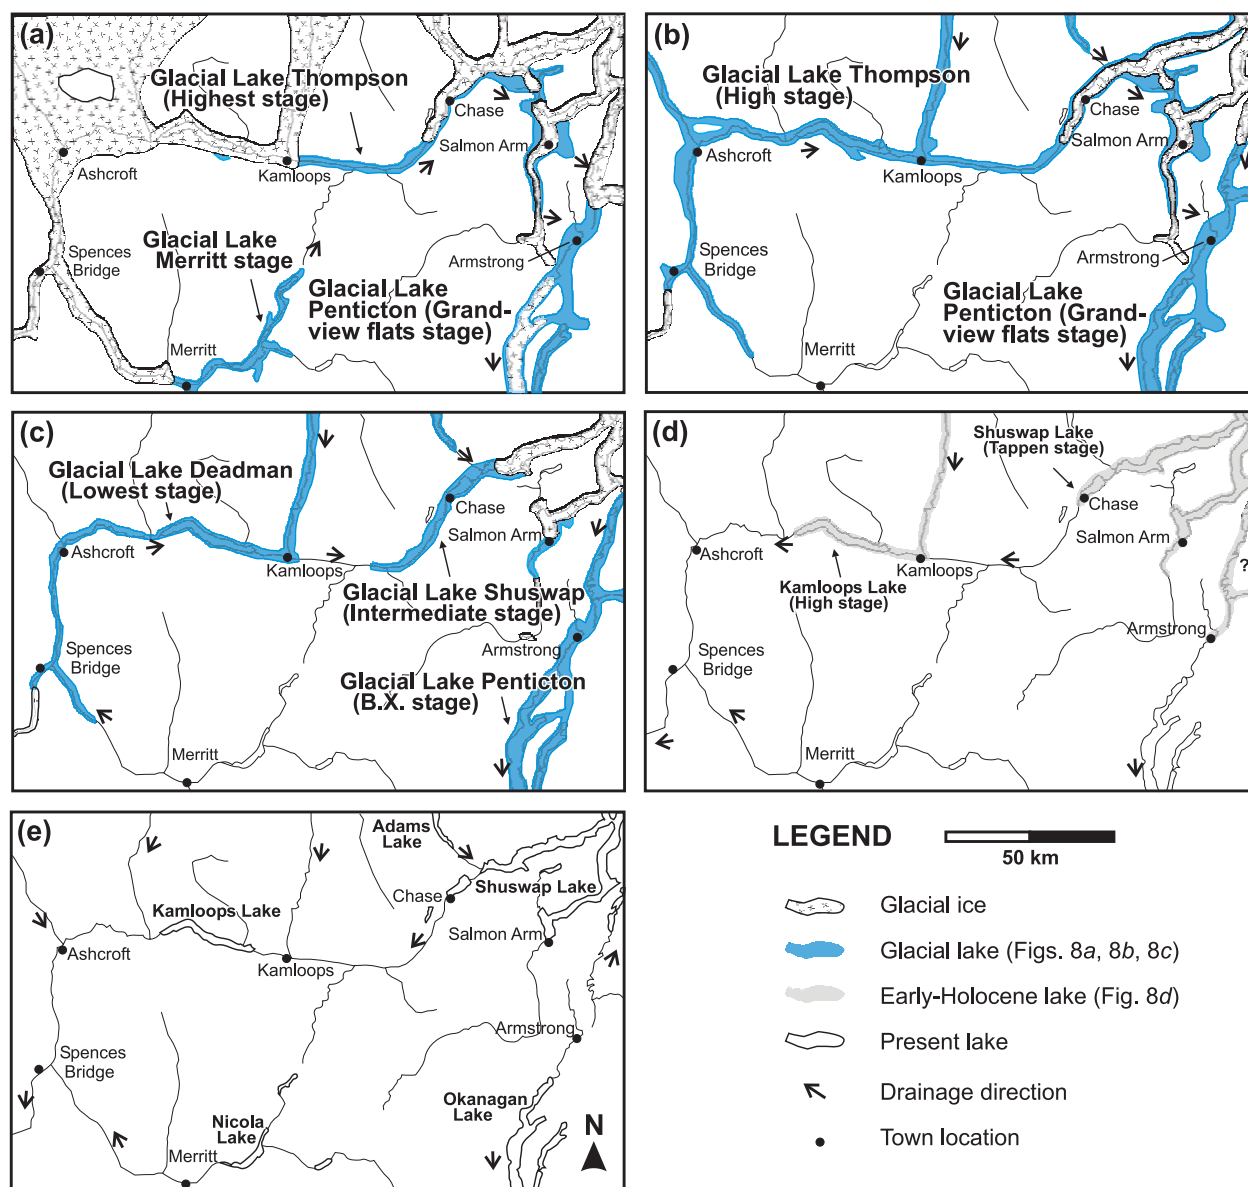 (a)
Glacial Lake Thompson
(Highest stage)
Chase
Salmon Arm
Ashcroft
Kamloops
Glacial Lake
Merritt stage
Spences
Bridge
Armstrong
Glacial Lake
Penticton (Grand-
view flats stage)
Merritt
(b)
Glacial Lake Thompson
(High stage)
Chase
Salmon Arm
Ashcroft
Kamloops
Spences
Bridge
Armstrong
Glacial Lake
Penticton (Grand-
view flats stage)
Merritt
(c)
Glacial Lake Deadman
(Lowest stage)
Chase
Salmon Arm
Ashcroft
Kamloops
Glacial Lake Shuswap
(Intermediate stage)
Armstrong
Spences
Bridge
Glacial Lake Penticton
(B.X. stage)
Merritt
(d)
Shuswap Lake
(Tappen stage)
Chase
Salmon Arm
Ashcroft
Kamloops
?
Kamloops Lake
(High stage)
Armstrong
Spences
Bridge
Merritt
(e)
Adams
Lake
Chase
Shuswap Lake
Kamloops Lake
Salmon Arm
Ashcroft
Kamloops
Armstrong
Spences
Bridge
Okanagan
Lake
Nicola
Lake
N
Merritt
LEGEND
50 km
Glacial ice
Glacial lake (Figs. 8a, 8b, 8c)
Early-Holocene lake (Fig. 8d)
Present lake
Drainage direction
Town location